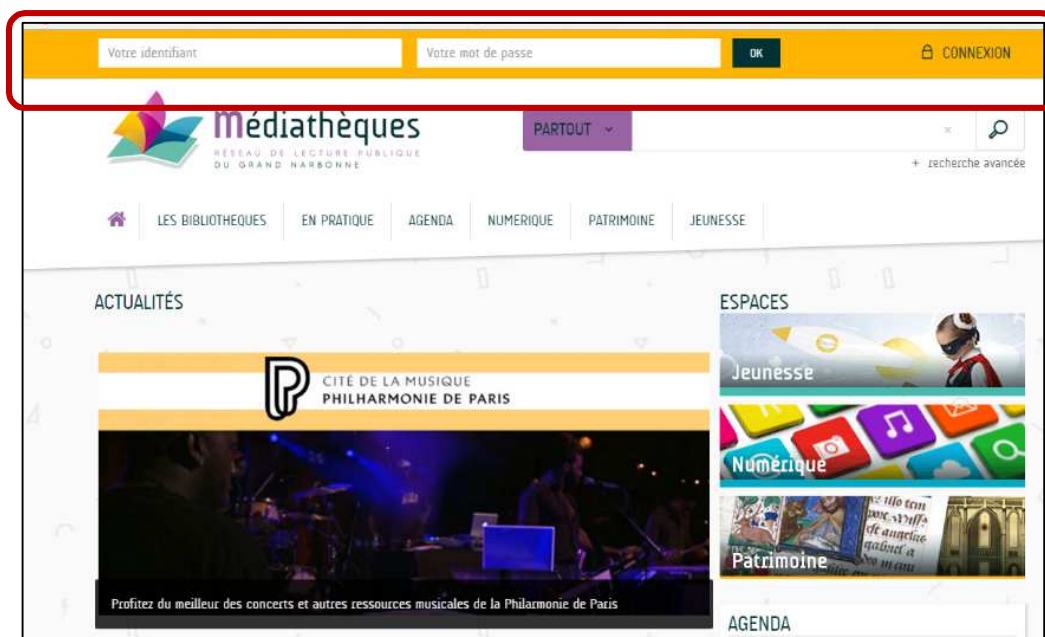 Votre identifiant
Votre mot de passe
OK
CONNEXION
médiathèques
RÉSEAU DE LECTURE PUBLIQUE
DU GRAND NARBONNE
PARTOUT
×
+ recherche avancée
LES BIBLIOTHEQUES
EN PRATIQUE
AGENDA
NUMERIQUE
PATRIMOINE
JEUNESSE
ACTUALITÉS
ESPACES
CITÉ DE LA MUSIQUE
PHILHARMONIE DE PARIS
Profitez du meilleur des concerts et autres ressources musicales de la Philarmonie de Paris
Jeunesse
Numérique
Patrimoine
AGENDA